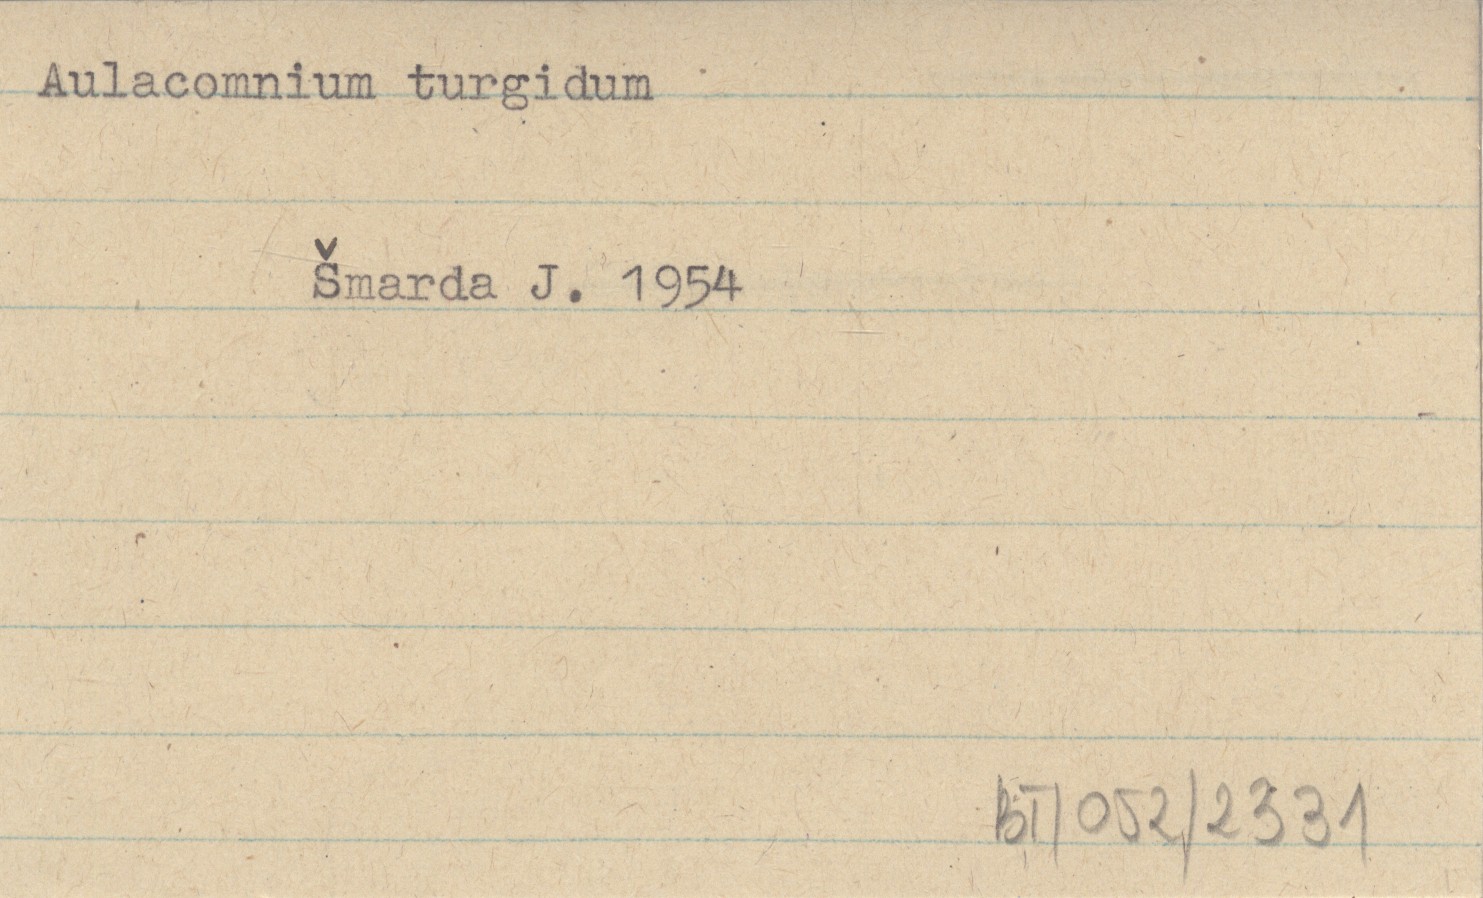 Aulacomnium turgidum
Šmarda J. 1954
BT/052/2331